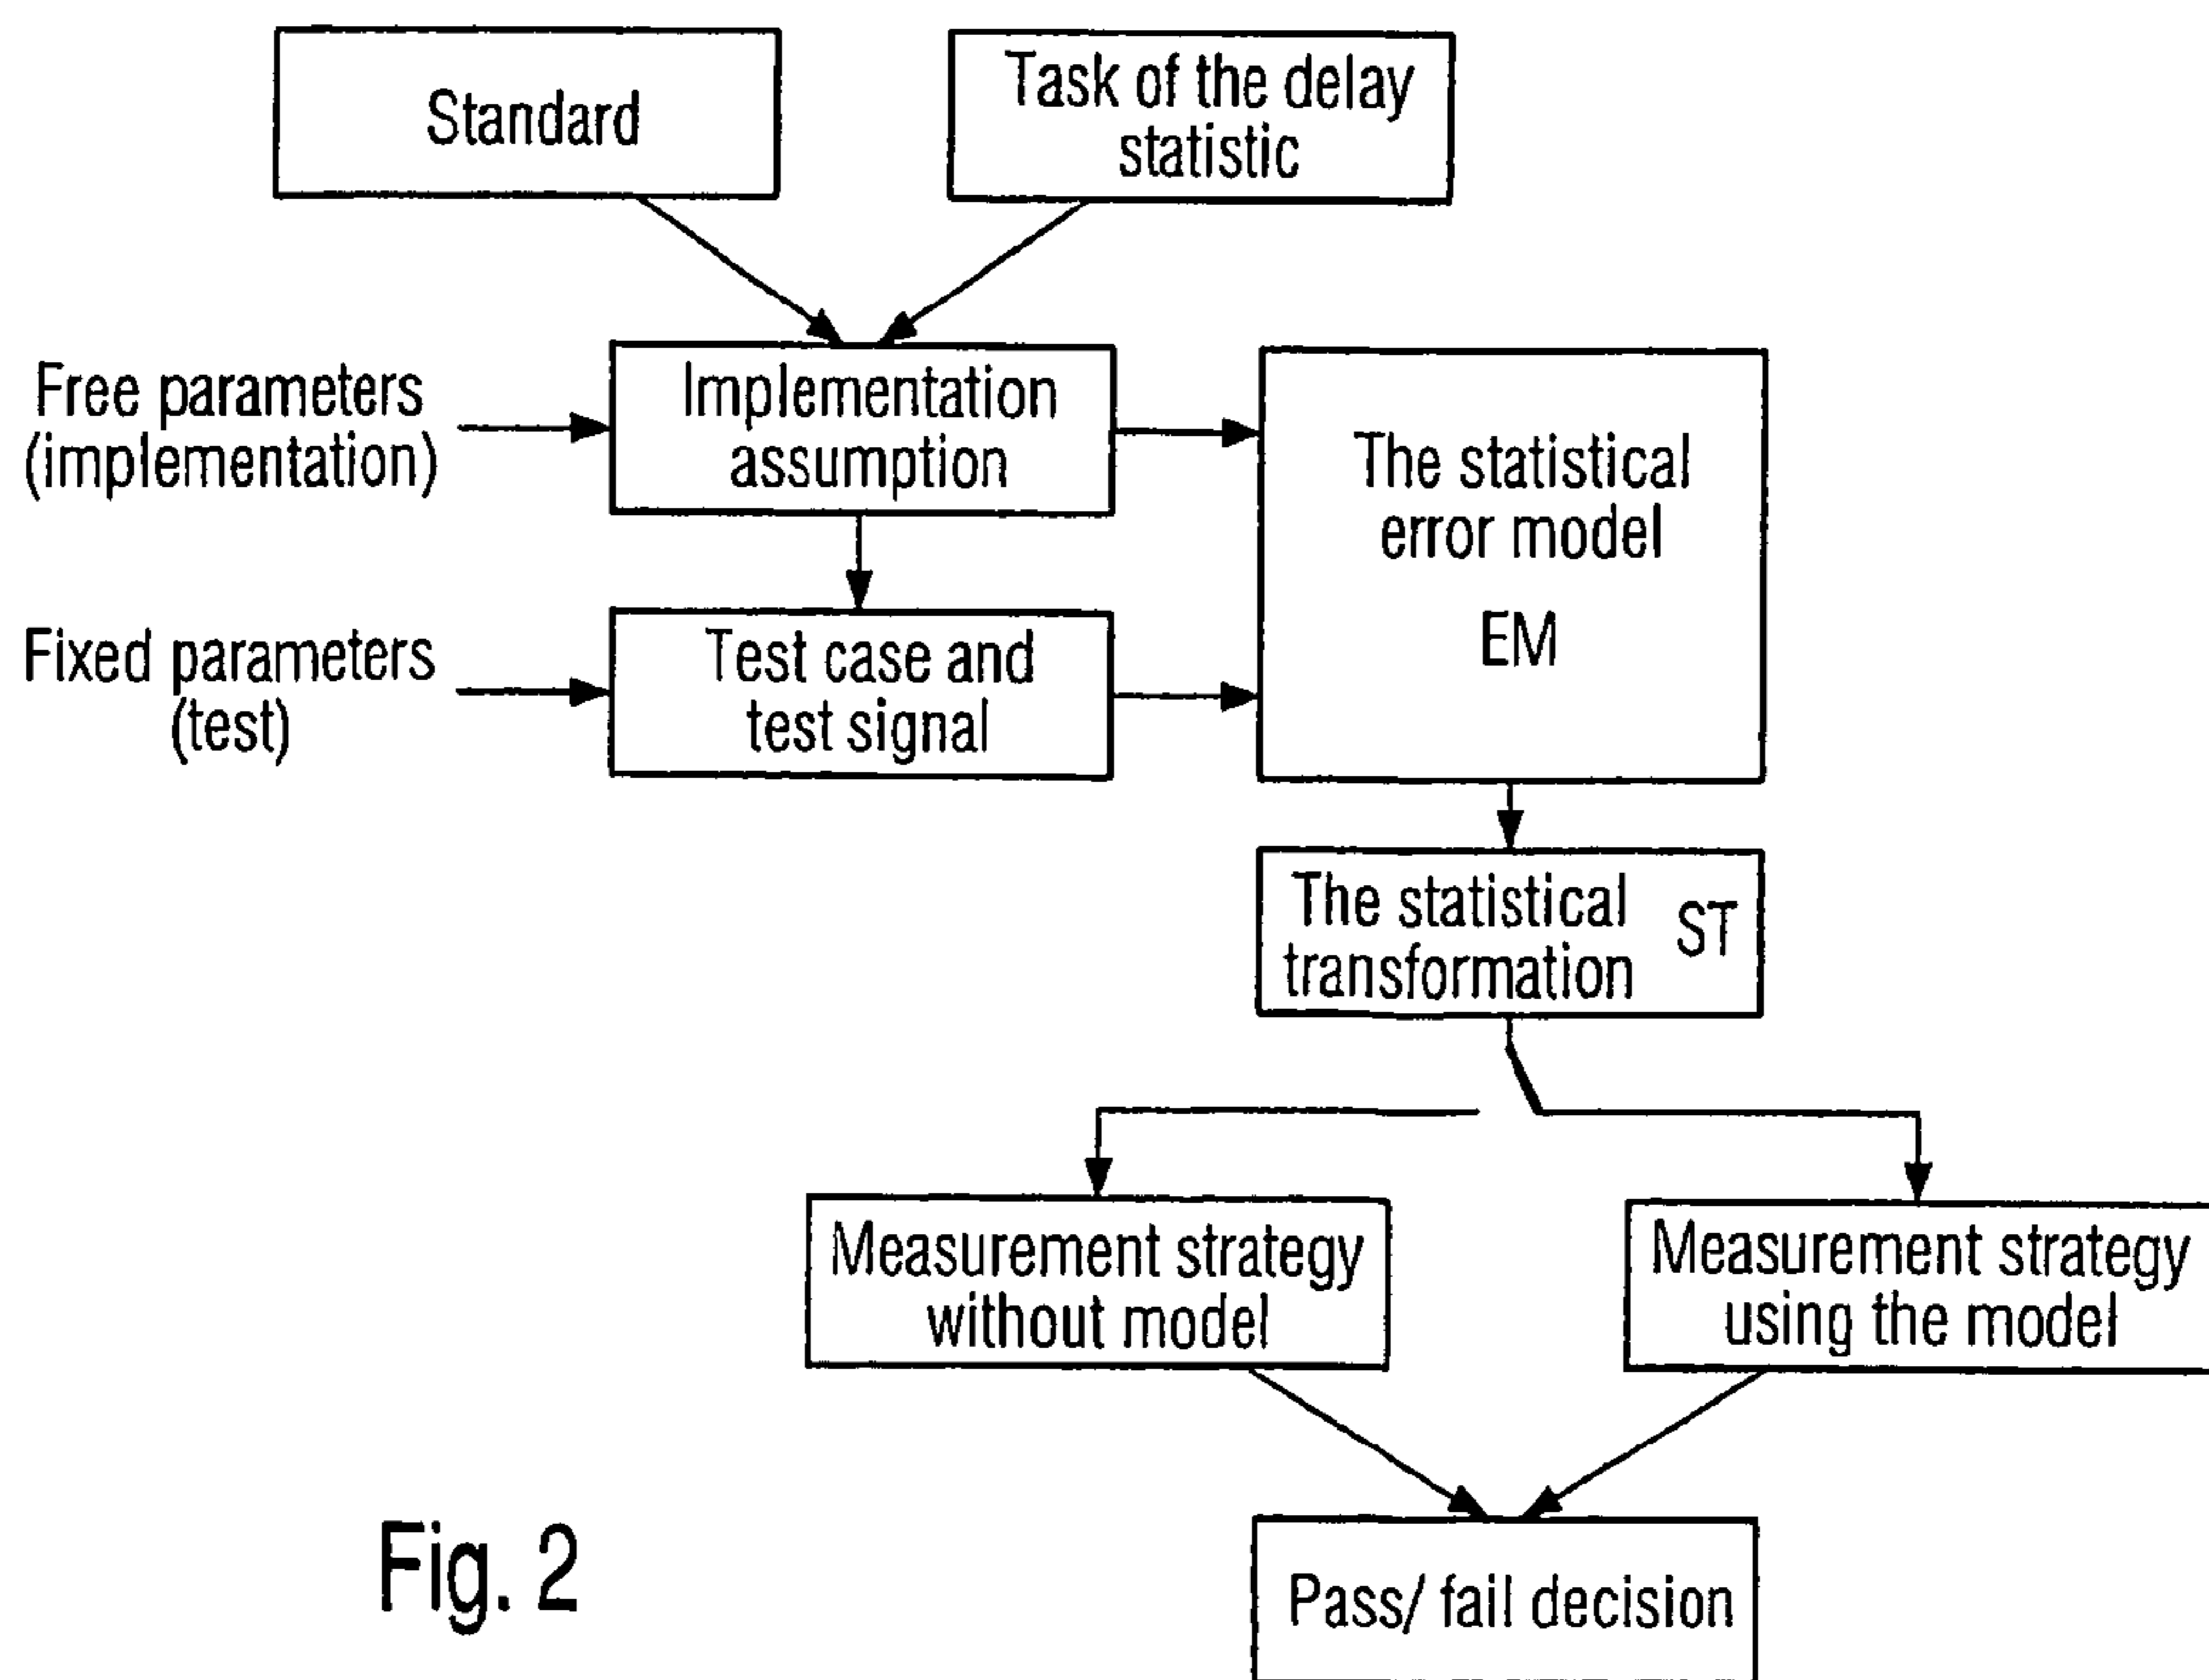 Standard
Task of the delay
statistic
Free parameters
(implementation)
Implementation
assumption
The statistical
error model
EM
Fixed parameters
(test)
Test case and
test signal
The statistical
transformation
ST
Measurement strategy
without model
Measurement strategy
using the model
Pass/ fail decision
Fig. 2